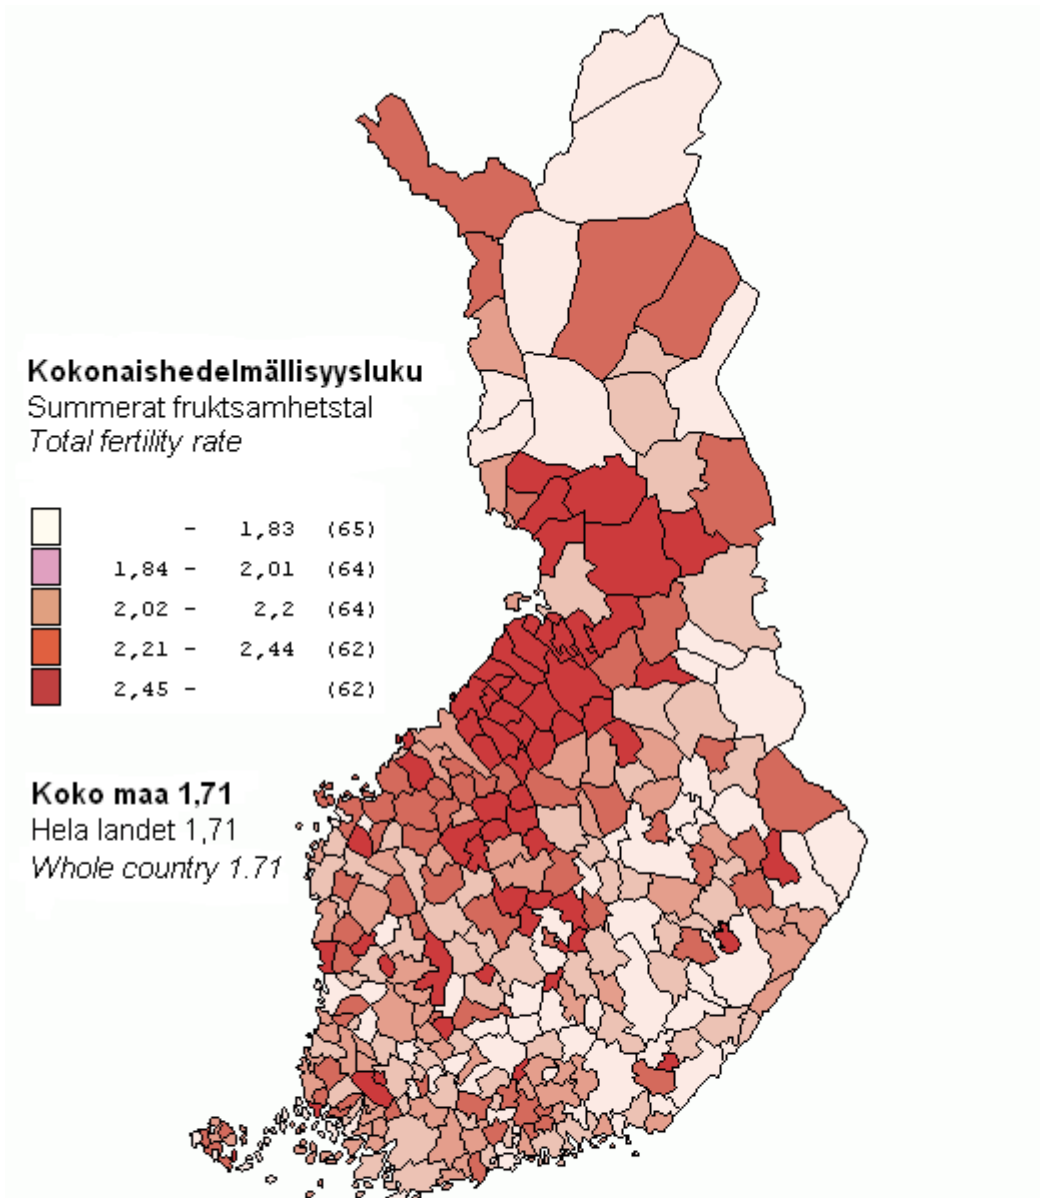 Kokonaishedelmällisyysluku
Summerat fruktsamhetstal
Total fertility rate
- 1,83 (65)
1,84 - 2,01 (64)
2,02 - 2,2 (64)
2,21 - 2,44 (62)
2,45 - (62)
Koko maa 1,71
Hela landet 1,71
Whole country 1.71